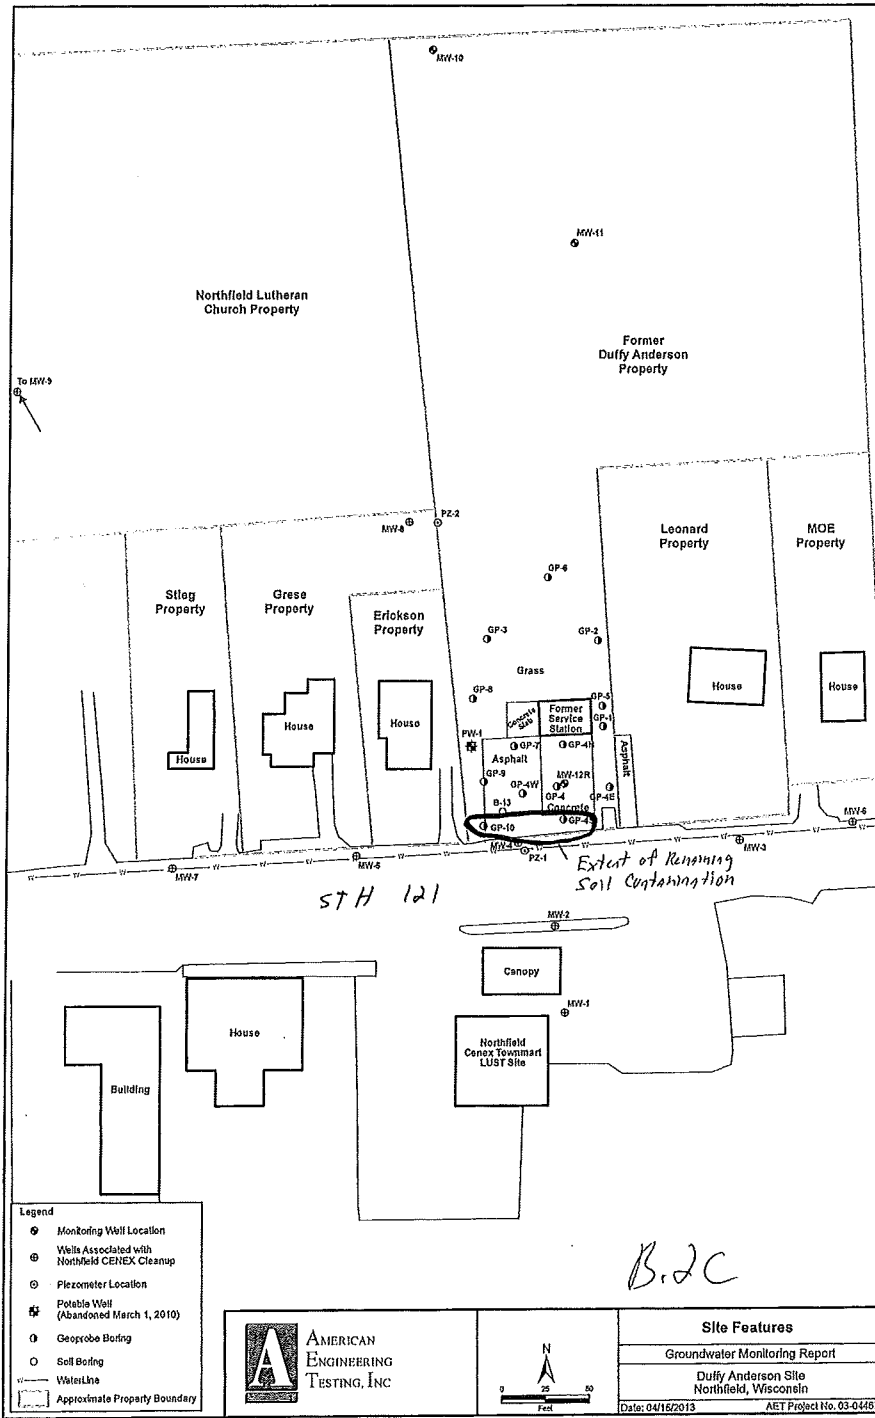 MW-10
MW-11
Northfield Lutheran
Church Property
Former
Duffy Anderson
Property
To MW-9
MW-8
PZ-2
Leonard
Property
MOE
Property
GP-6
Stieg
Property
Grese
Property
Erickson
Property
GP-3
GP-2
Grass
House
House
GP-8
GP-5
Concrete
Slab
Former
Service
Station
GP-1
House
House
House
PW-1
GP-7
Asphalt
Asphalt
GP-9
MW-12R
GP-4W
GP-4
GP-4E
B-13
Concrete
GP-10
MW-6
MW-4
PZ-1
MW-3
MW-5
MW-7
Extent of Remaining
Soil Contamination
STH 121
MW-2
Canopy
MW-1
House
Northfield
Cenex Townmart
LUST Site
Building
Legend
Monitoring Well Location
Wells Associated with
Northfield CENEX Cleanup
Piezometer Location
Potable Well
(Abandoned March 1, 2010)
Geoprobe Boring
Soil Boring
W WaterLine
Approximate Property Boundary
B.2C
A
AMERICAN
ENGINEERING
TESTING, INC
N
0 25 50
Feet
Site Features
Groundwater Monitoring Report
Duffy Anderson Site
Northfield, Wisconsin
Date: 04/16/2013
AET Project No. 03-0446